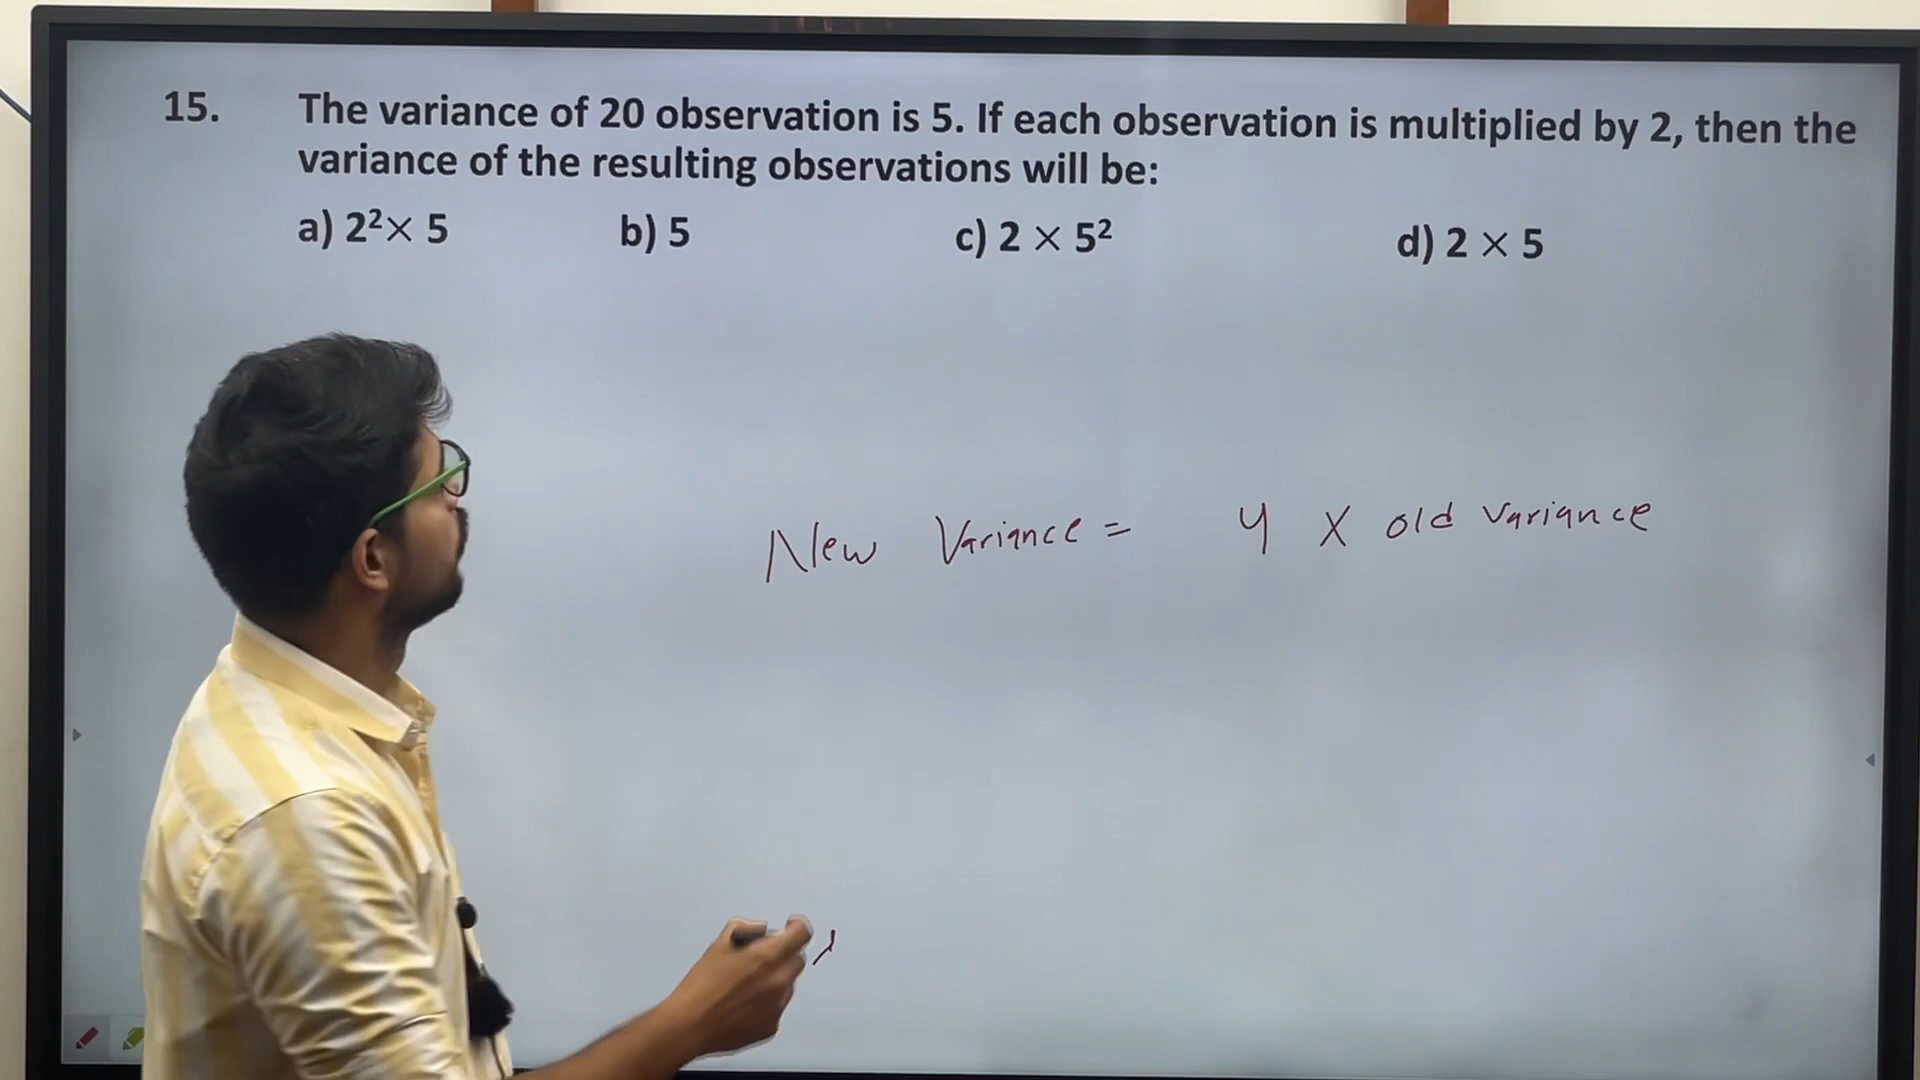 15. The variance of 20 observation is 5. If each observation is multiplied by 2, then the
variance of the resulting observations will be:
a) 2²× 5 b) 5 c) 2 × 5² d) 2 × 5
New Variance = 4 X old variance